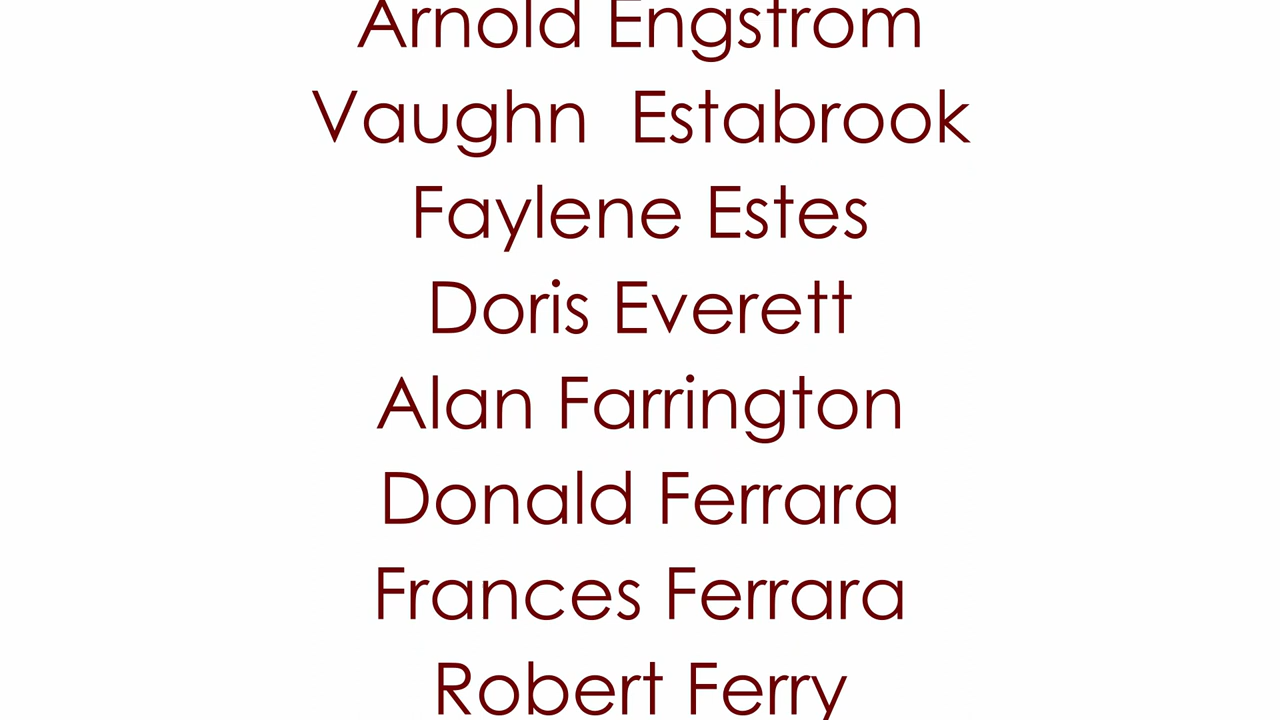 Arnold Engstrom
Vaughn  Estabrook
Faylene Estes
Doris Everett
Alan Farrington
Donald Ferrara
Frances Ferrara
Robert Ferry